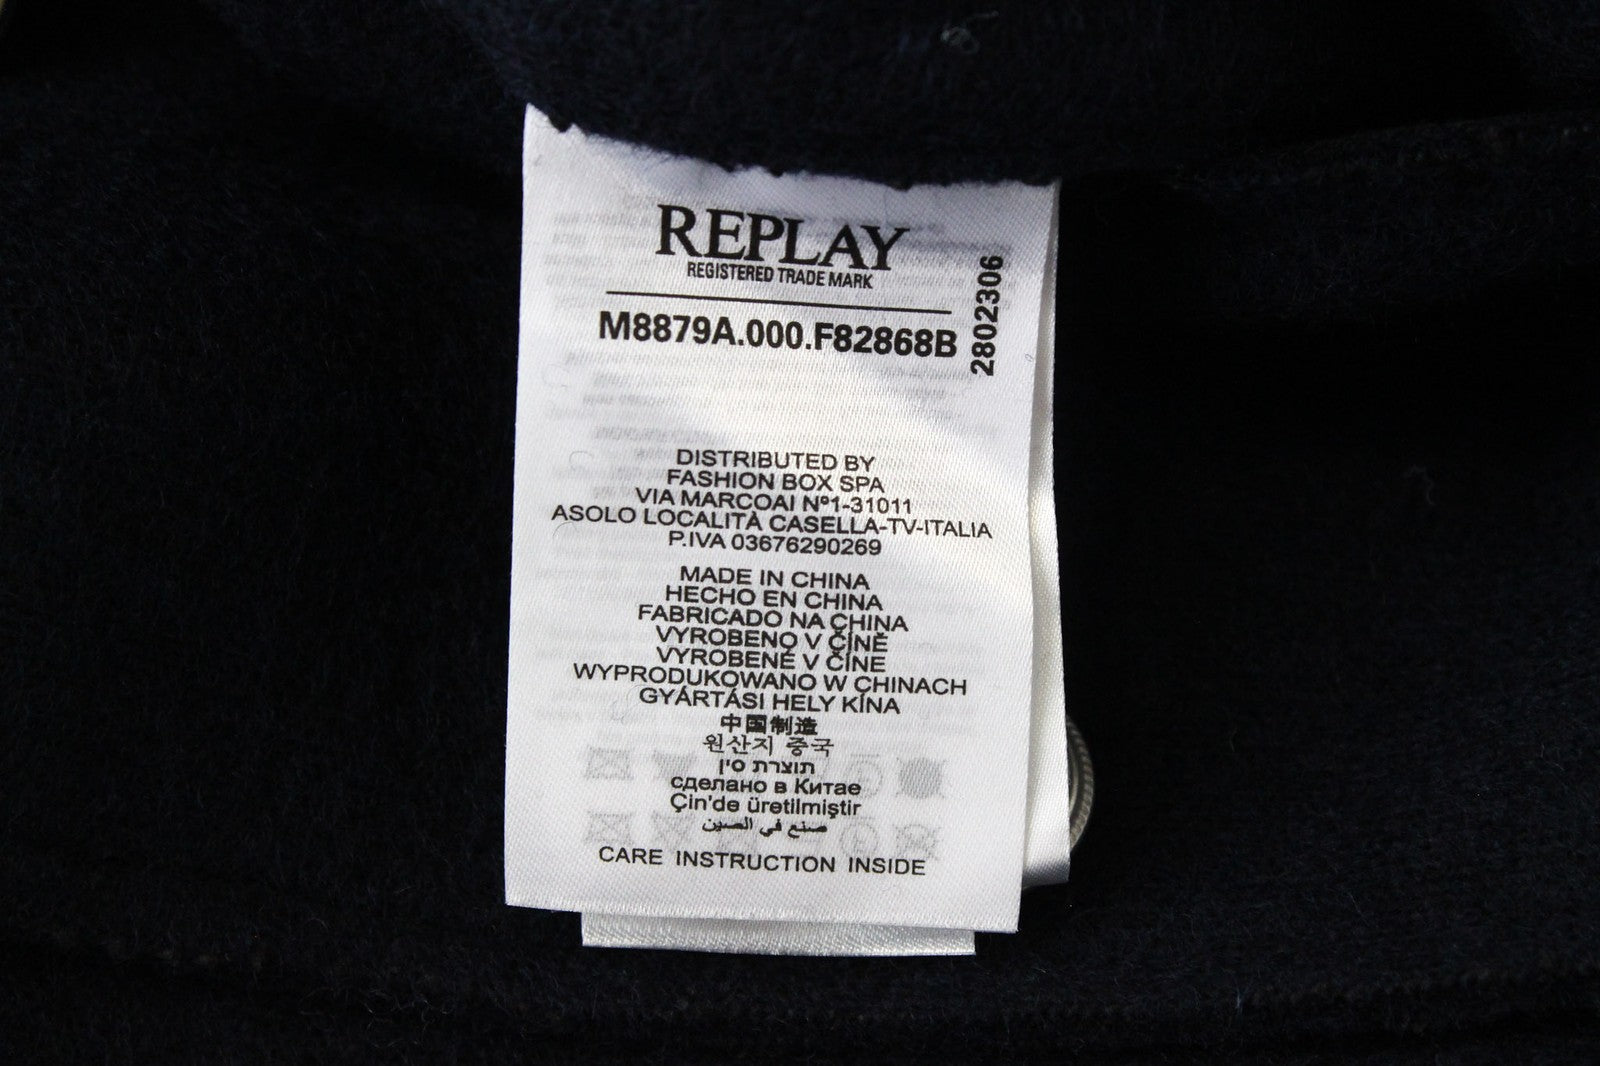 REPLAY
REGISTERED TRADE MARK
M8879A.000.F82868B
2802306
DISTRIBUTED BY
FASHION BOX SPA
VIA MARCOAI Nº1-31011
ASOLO LOCALITÀ CASELLA-TV-ITALIA
P.IVA 03676290269
MADE IN CHINA
HECHO EN CHINA
FABRICADO NA CHINA
VYROBENO V ČÍNĚ
VYROBENÉ V ČÍNE
WYPRODUKOWANO W CHINACH
GYÁRTÁSI HELY KÍNA
中国制造
원산지 중국
תוצרת סין
сделано в Китае
Çin'de üretilmiştir
صنع في الصين
CARE INSTRUCTION INSIDE